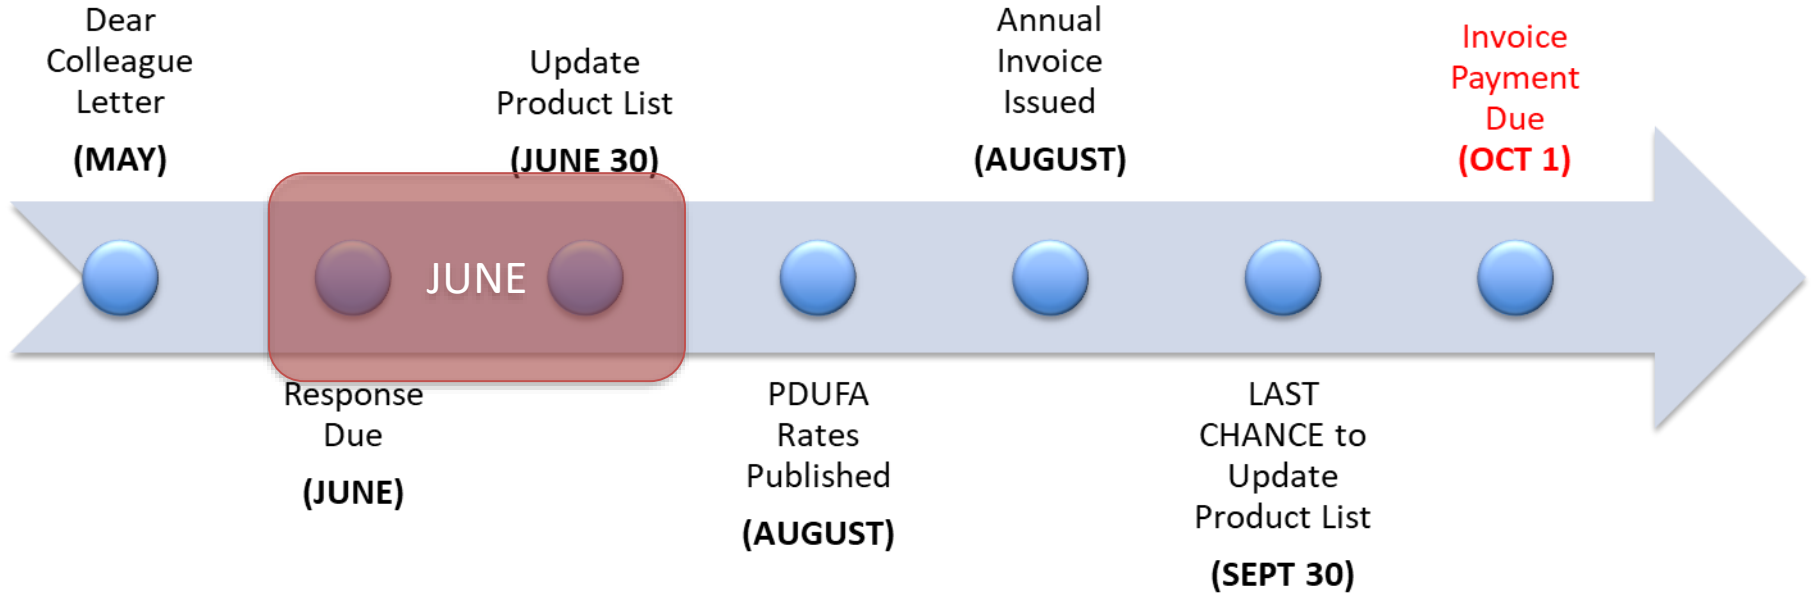 Dear
Colleague
Letter
(MAY)
Response
Due
(JUNE)
Update
Product List
(JUNE 30)
JUNE
PDUFA
Rates
Published
(AUGUST)
Annual
Invoice
Issued
(AUGUST)
LAST
CHANCE to
Update
Product List
(SEPT 30)
Invoice
Payment
Due
(OCT 1)